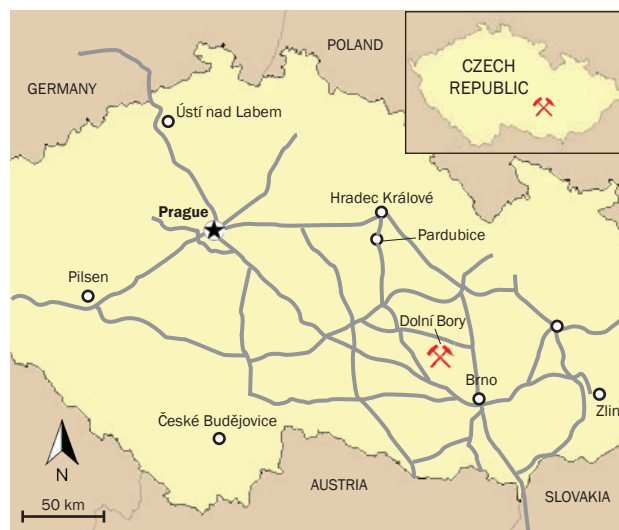 POLAND
GERMANY
CZECH
REPUBLIC
Ústí nad Labem
Prague
Hradec Králové
Pardubice
Pilsen
Dolní Bory
Brno
Zlin
České Budějovice
N
50 km
AUSTRIA
SLOVAKIA